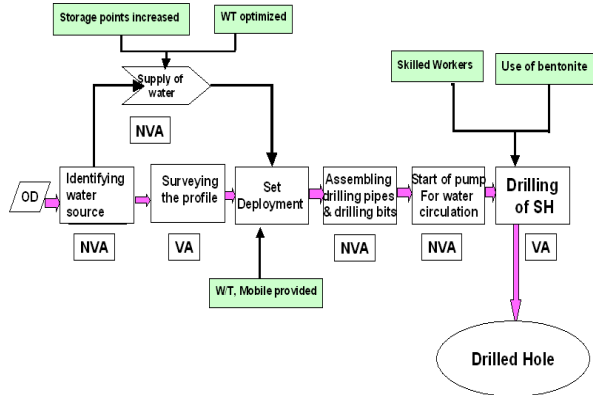 Storage points increased
WT optimized
Supply of
water
Skilled Workers
Use of bentonite
NVA
OD
Identifying
water
source
Surveying
the profile
Set
Deployment
Assembling
drilling pipes
& drilling bits
Start of pump
For water
circulation
Drilling
of SH
NVA
VA
NVA
NVA
VA
W/T, Mobile provided
Drilled Hole